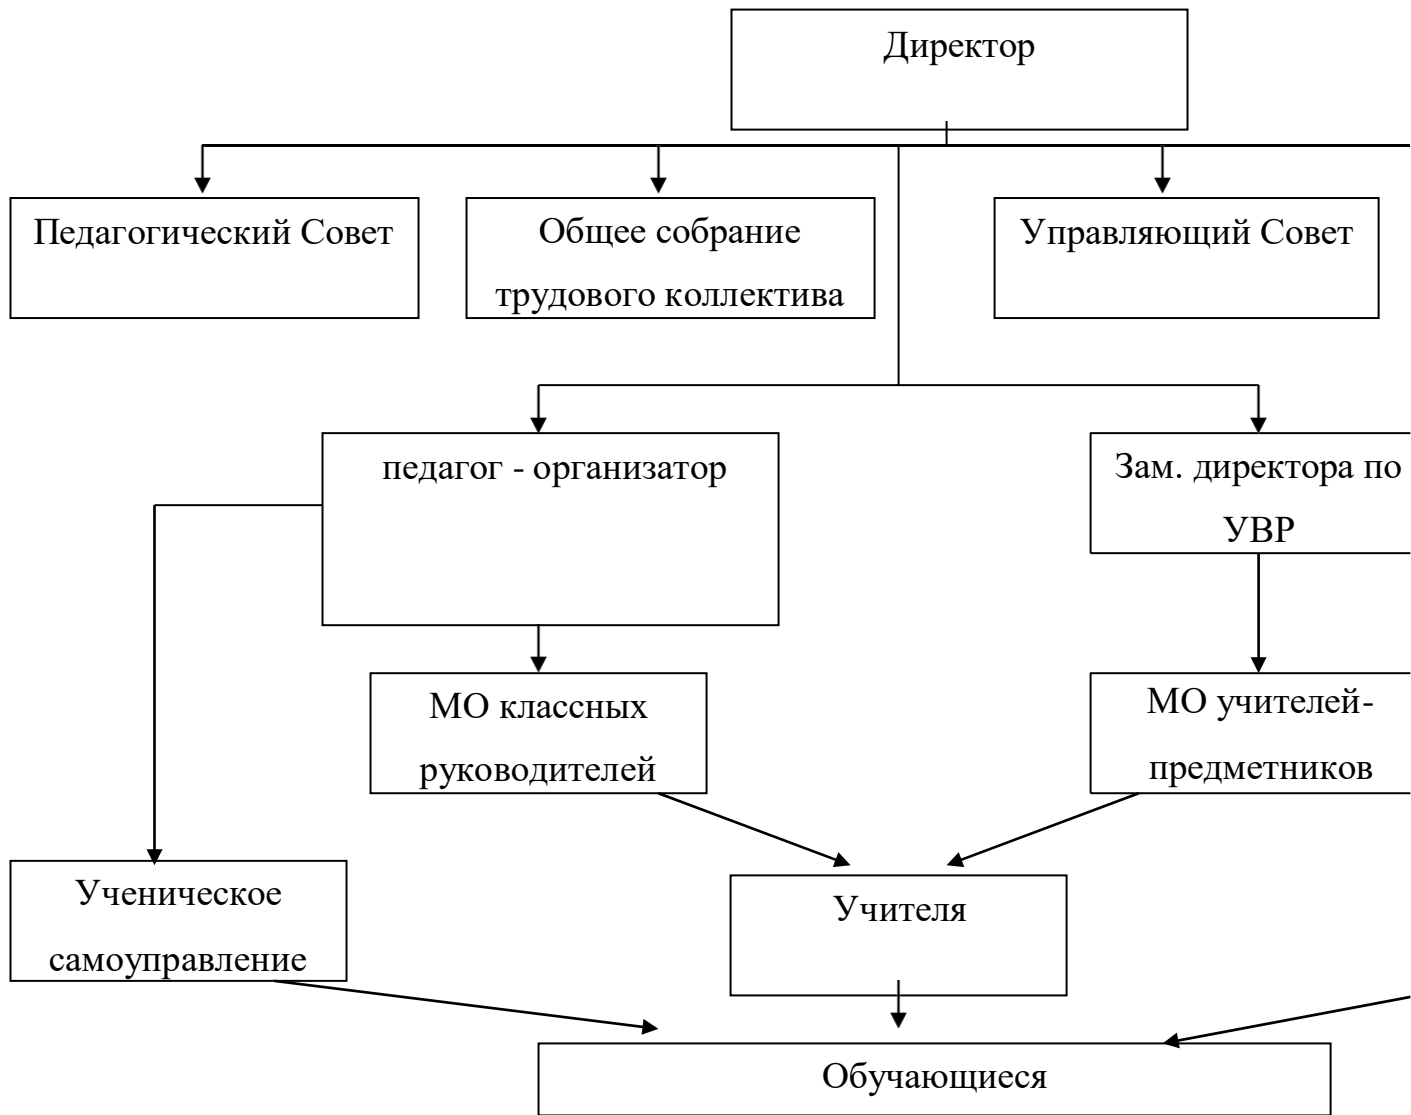 Директор
Педагогический Совет
Общее собрание
трудового коллектива
Управляющий Совет
педагог - организатор
Зам. директора по
УВР
МО классных
руководителей
МО учителей-
предметников
Ученическое
самоуправление
Учителя
Обучающиеся